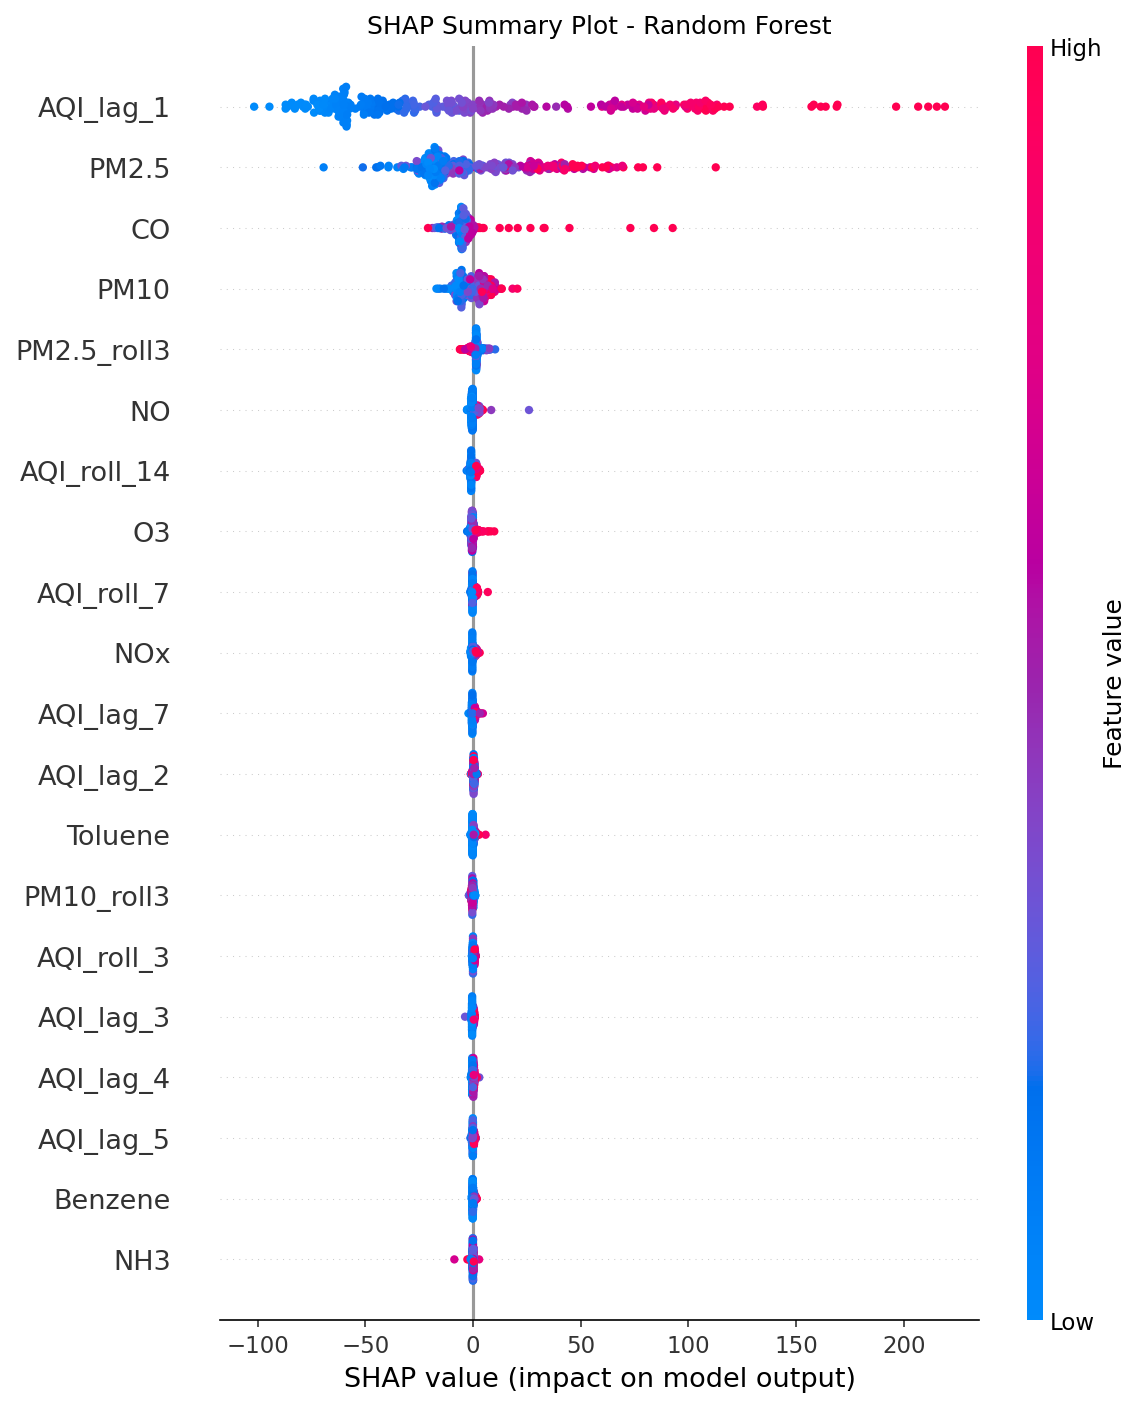 SHAP Summary Plot - Random Forest
High
AQI_lag_1
PM2.5
CO
PM10
PM2.5_roll3
NO
AQI_roll_14
O3
AQI_roll_7
NOx
AQI_lag_7
AQI_lag_2
Toluene
PM10_roll3
AQI_roll_3
AQI_lag_3
AQI_lag_4
AQI_lag_5
Benzene
NH3
Feature value
Low
−100 −50 0 50 100 150 200
SHAP value (impact on model output)